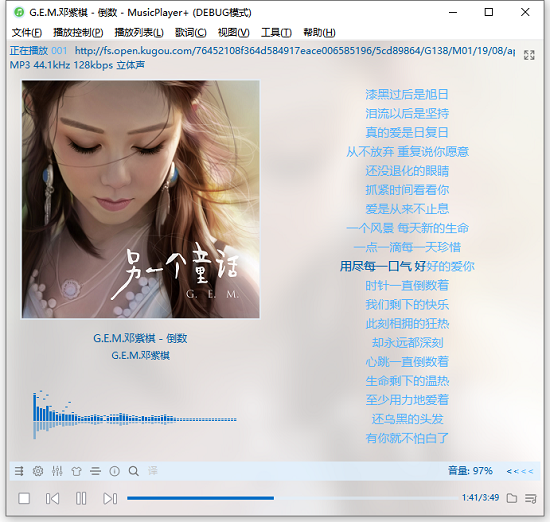 G.E.M.邓紫棋 - 倒数 - MusicPlayer+ (DEBUG模式)
文件(F) 播放控制(P) 播放列表(L) 歌词(C) 视图(V) 工具(T) 帮助(H)
正在播放 001 http://fs.open.kugou.com/76452108f364d584917eace006585196/5cd89864/G138/M01/19/08/ap
MP3 44.1kHz 128kbps 立体声
另一个童话
G. E. M.
G.E.M.邓紫棋 - 倒数
G.E.M.邓紫棋
漆黑过后是旭日
泪流以后是坚持
真的爱是日复日
从不放弃 重复说你愿意
还没退化的眼睛
抓紧时间看看你
爱是从来不止息
一个风景 每天新的生命
一点一滴每一天珍惜
用尽每一口气 好好的爱你
时针一直倒数着
我们剩下的快乐
此刻相拥的狂热
却永远都深刻
心跳一直倒数着
生命剩下的温热
至少用力地爱着
还乌黑的头发
有你就不怕白了
译
音量: 97% <<<<
1:41/3:49